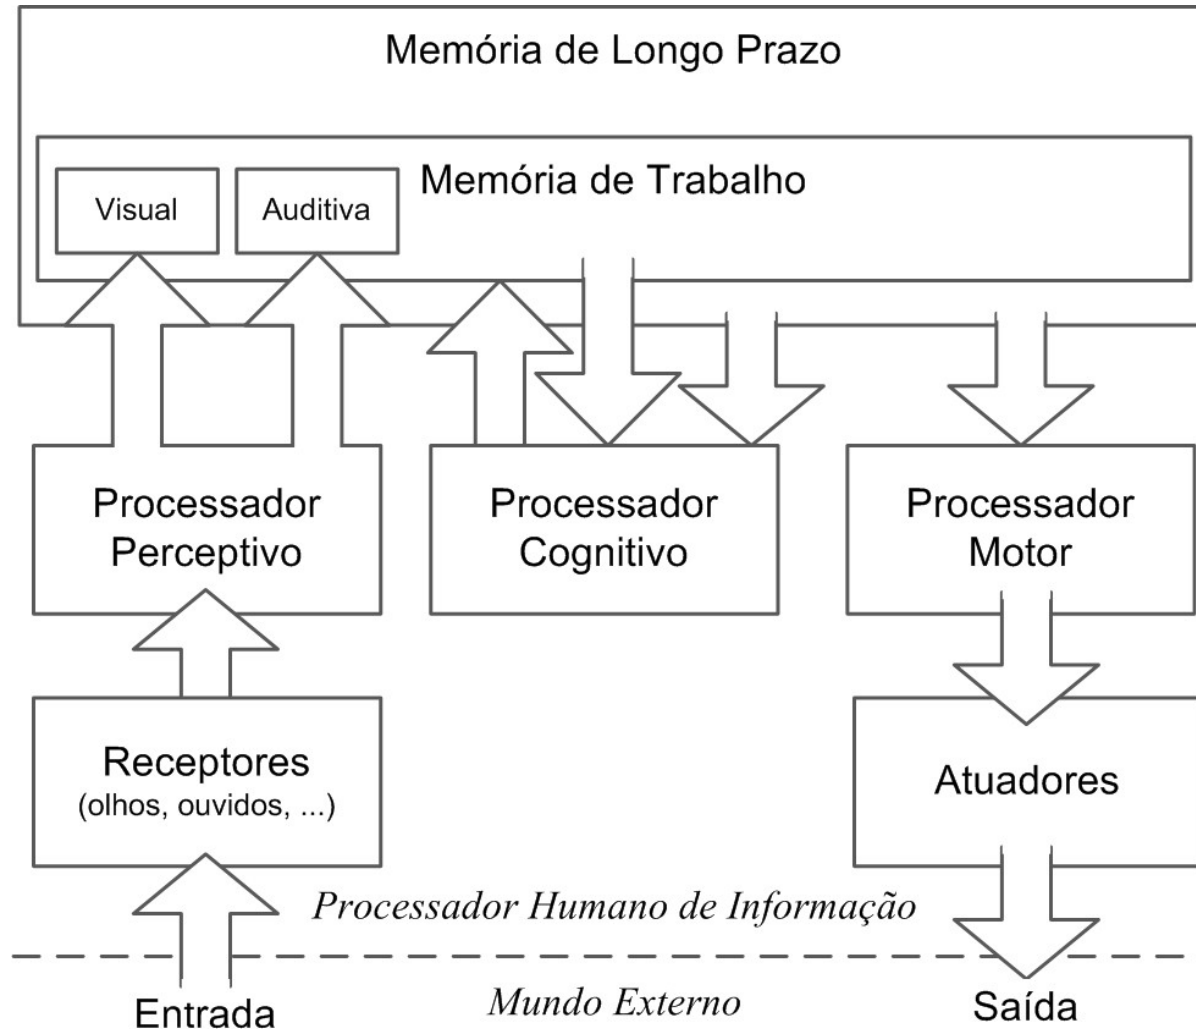 Memória de Longo Prazo
Memória de Trabalho
Visual
Auditiva
Processador
Perceptivo
Processador
Cognitivo
Processador
Motor
Receptores
(olhos, ouvidos, ...)
Atuadores
Processador Humano de Informação
Entrada
Mundo Externo
Saída